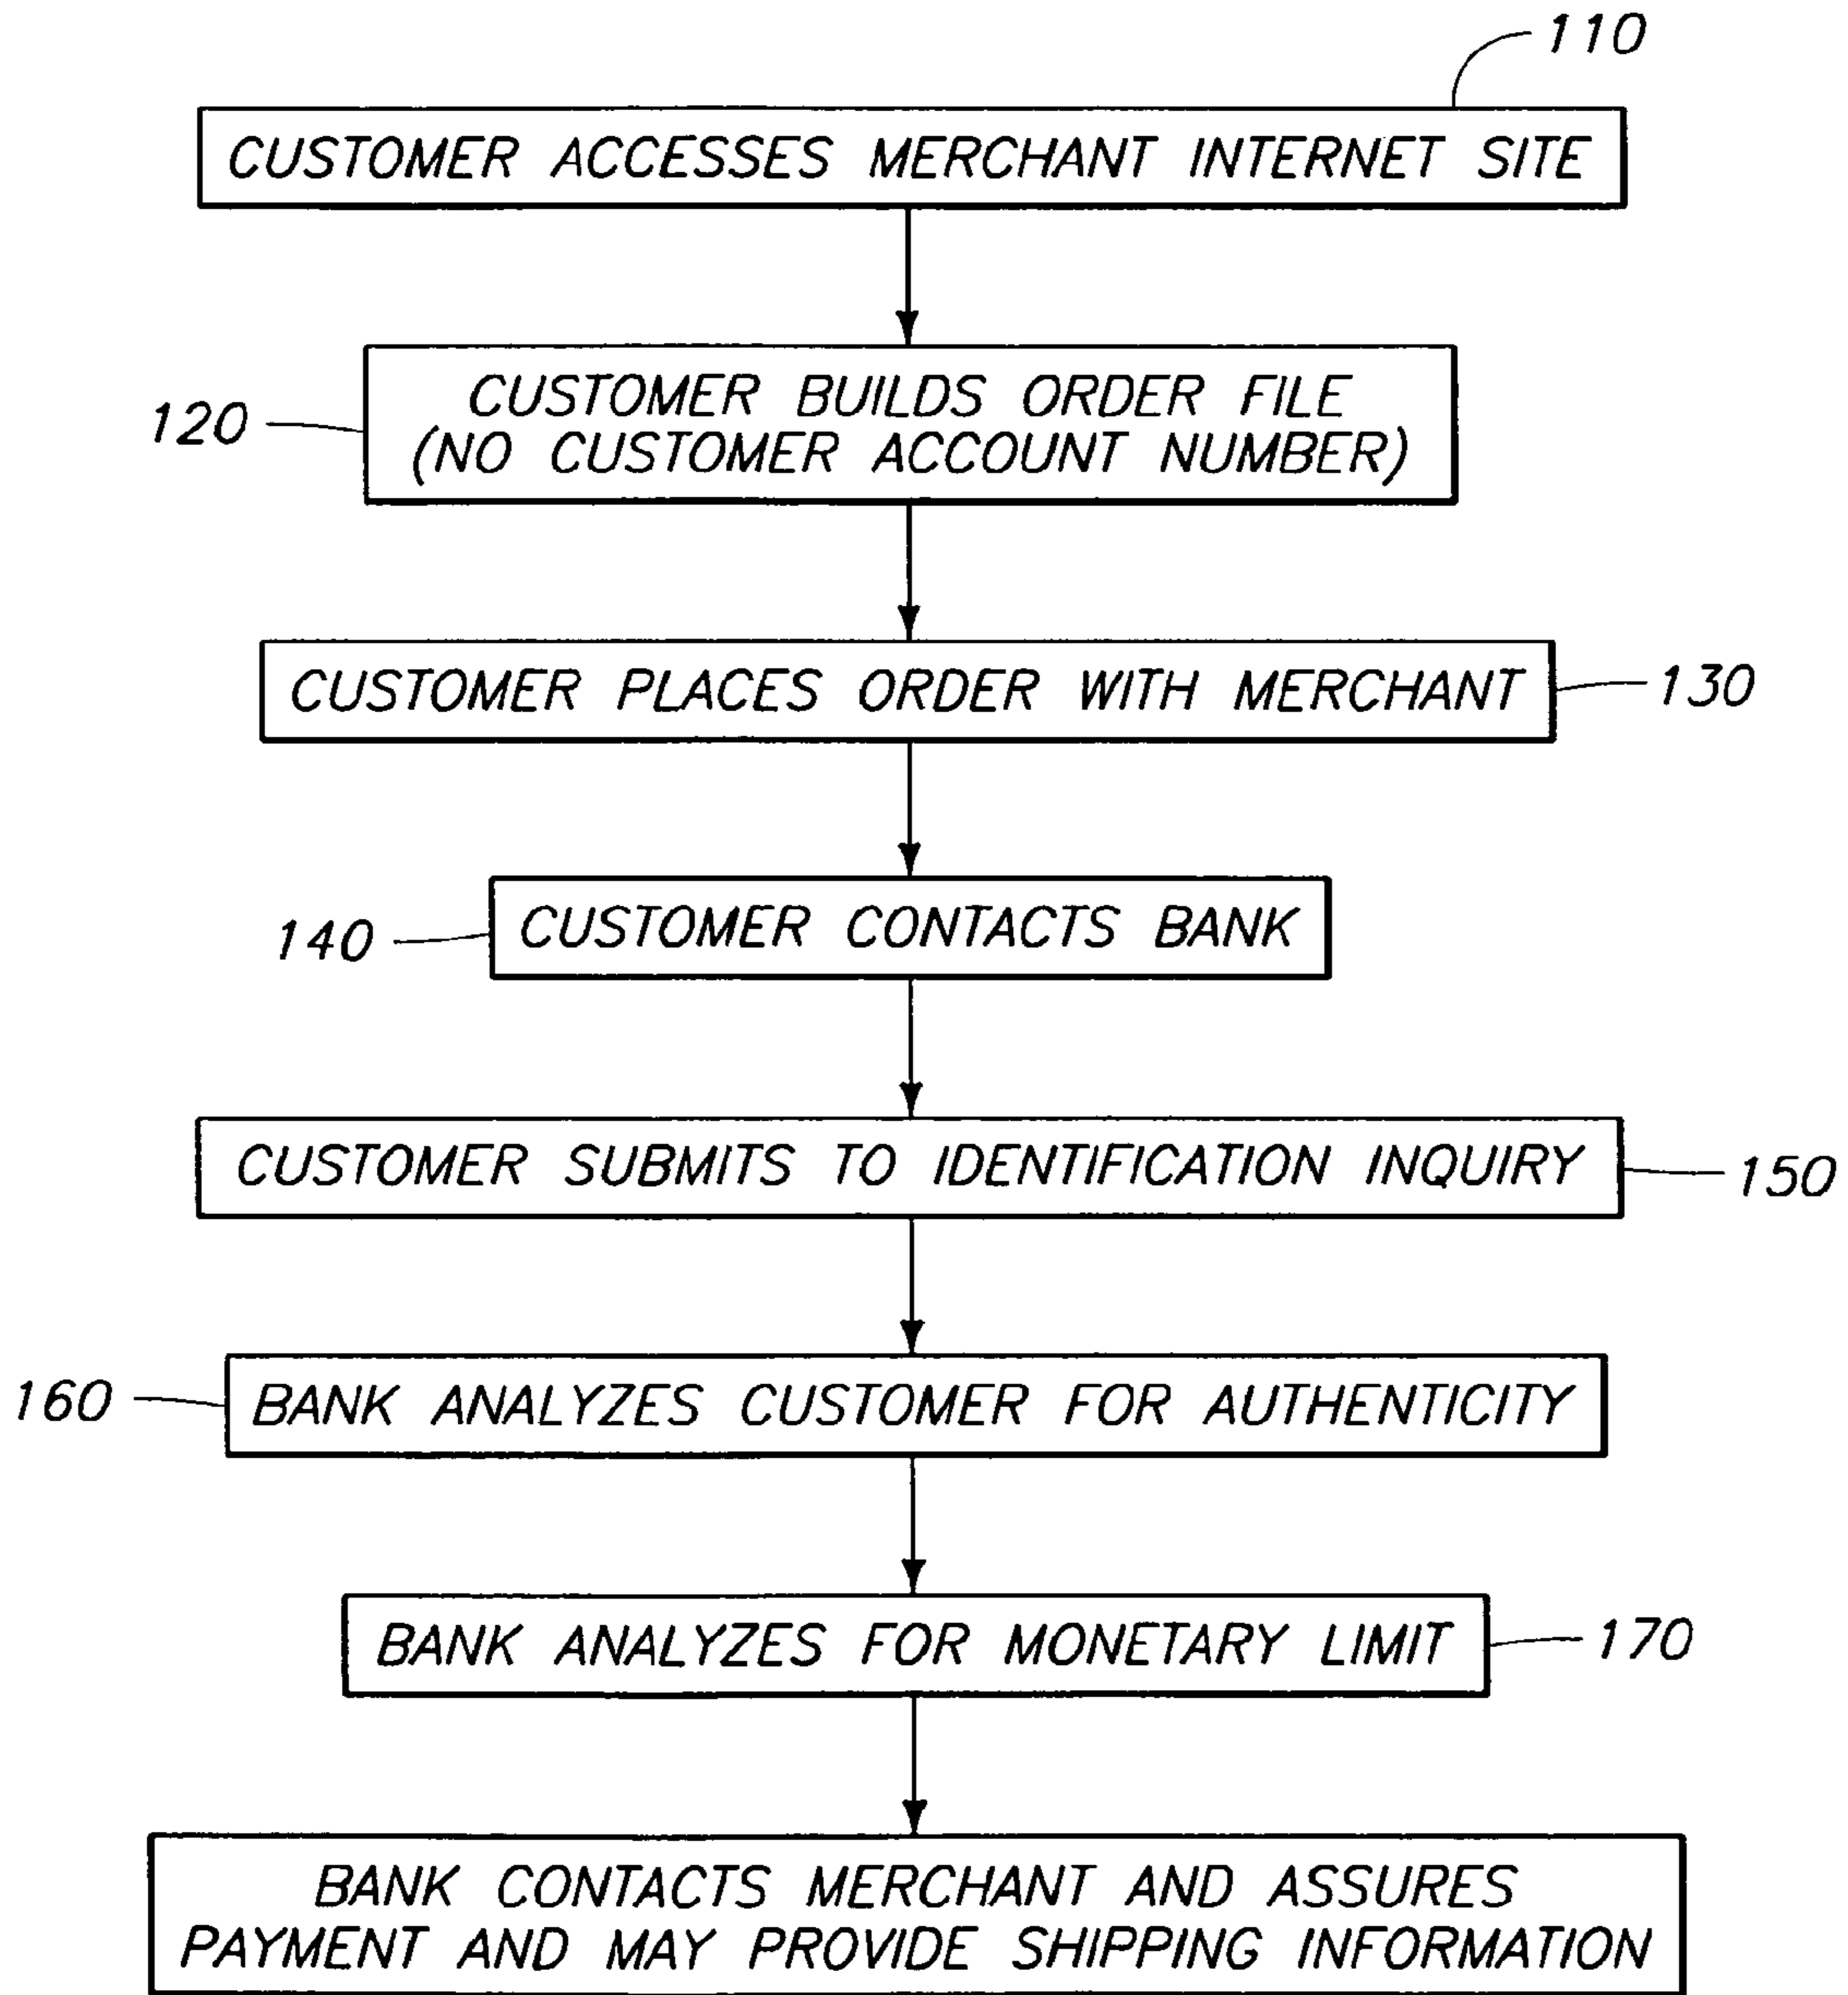 110
CUSTOMER ACCESSES MERCHANT INTERNET SITE
CUSTOMER BUILDS ORDER FILE
(NO CUSTOMER ACCOUNT NUMBER)
120
CUSTOMER PLACES ORDER WITH MERCHANT
130
CUSTOMER CONTACTS BANK
140
CUSTOMER SUBMITS TO IDENTIFICATION INQUIRY
150
BANK ANALYZES CUSTOMER FOR AUTHENTICITY
160
BANK ANALYZES FOR MONETARY LIMIT
170
BANK CONTACTS MERCHANT AND ASSURES
PAYMENT AND MAY PROVIDE SHIPPING INFORMATION